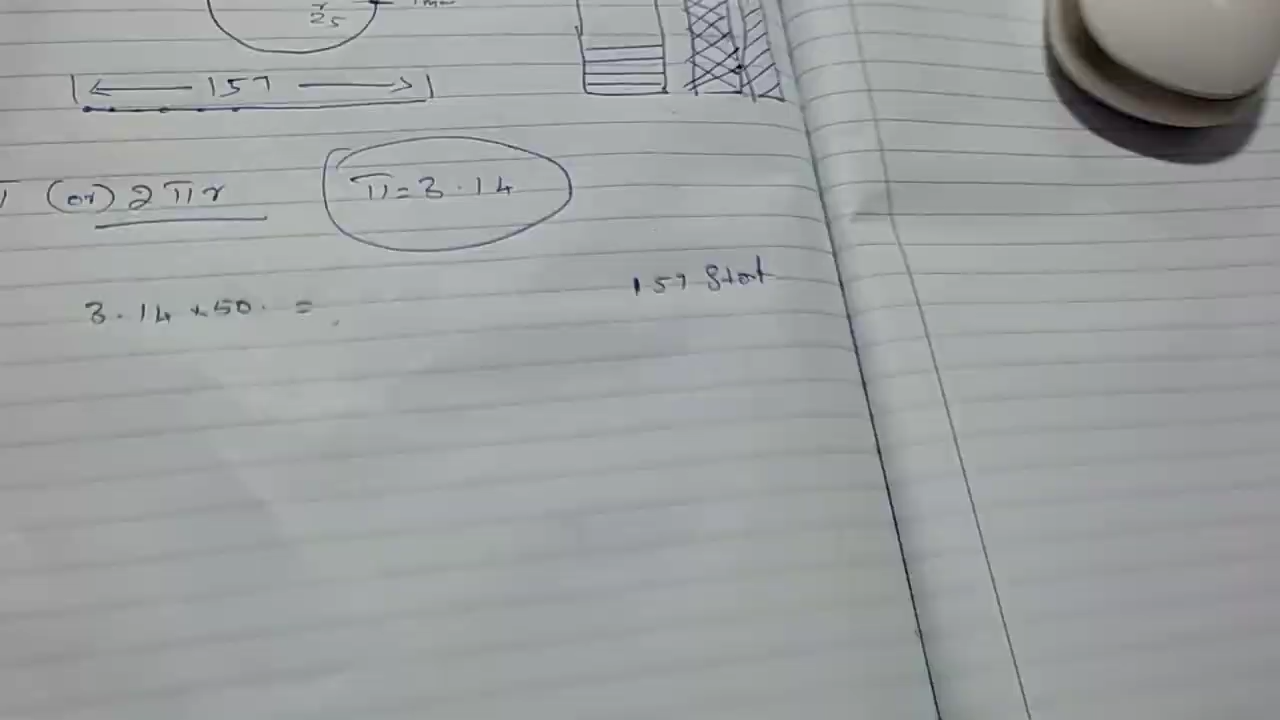 r
25
157
(or) 2πr π=3.14
157 Start
3.14 x 50. =